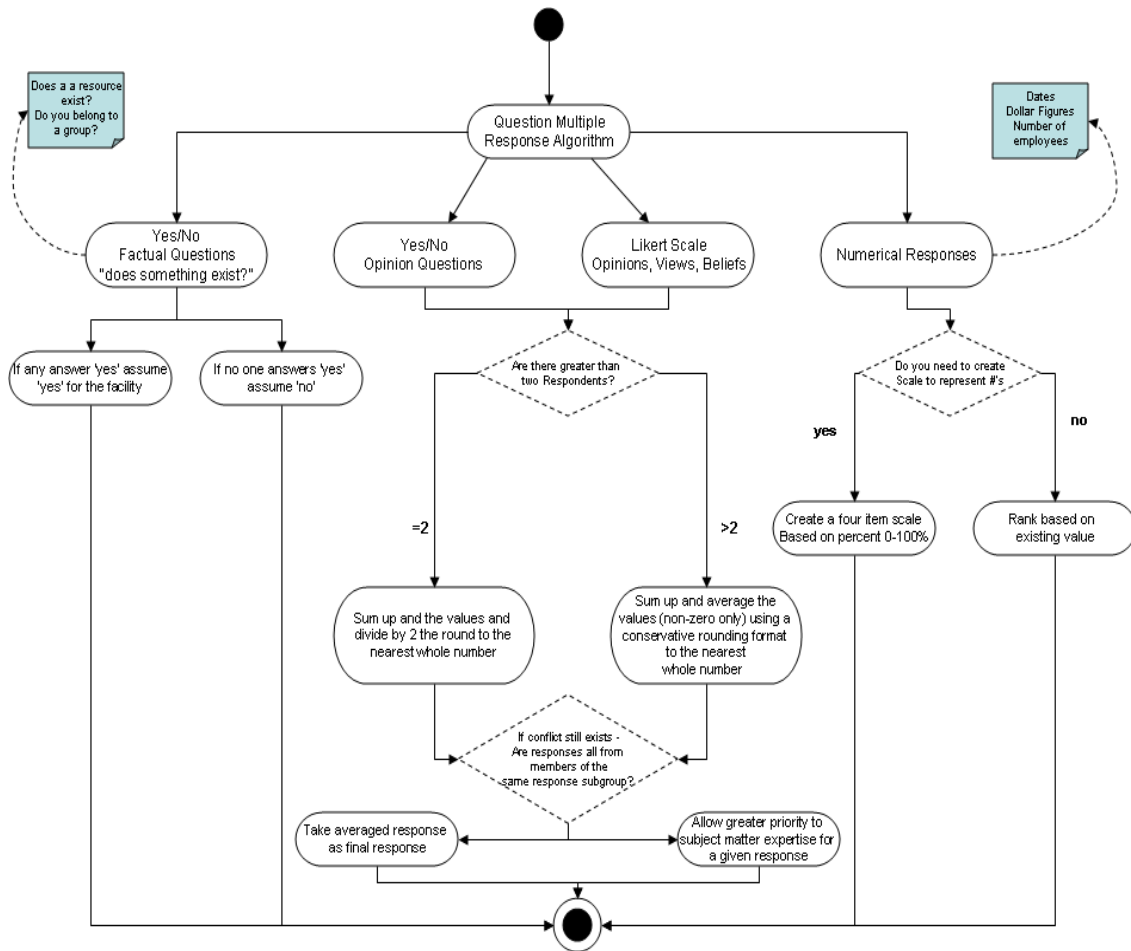 Does a a resource
exist?
Do you belong to
a group?
Dates
Dollar Figures
Number of
employees
Question Multiple
Response Algorithm
Yes/No
Factual Questions
"does something exist?"
Yes/No
Opinion Questions
Likert Scale
Opinions, Views, Beliefs
Numerical Responses
If any answer 'yes' assume
'yes' for the facility
If no one answers 'yes'
assume 'no'
Are there greater than
two Respondents?
Do you need to create
Scale to represent #'s
yes
no
=2
>2
Create a four item scale
Based on percent 0-100%
Rank based on
existing value
Sum up and the values and
divide by 2 the round to the
nearest whole number
Sum up and average the
values (non-zero only) using a
conservative rounding format
to the nearest
whole number
If conflict still exists -
Are responses all from
members of the
same response subgroup?
Take averaged response
as final response
Allow greater priority to
subject matter expertise for
a given response